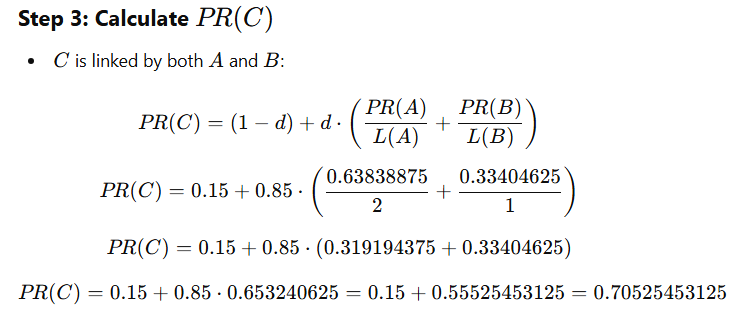 Step 3: Calculate PR(C)
• C is linked by both A and B:
PR(C) = (1 − d) + d · (PR(A)/L(A) + PR(B)/L(B))
PR(C) = 0.15 + 0.85 · (0.63838875/2 + 0.33404625/1)
PR(C) = 0.15 + 0.85 · (0.319194375 + 0.33404625)
PR(C) = 0.15 + 0.85 · 0.653240625 = 0.15 + 0.55525453125 = 0.70525453125